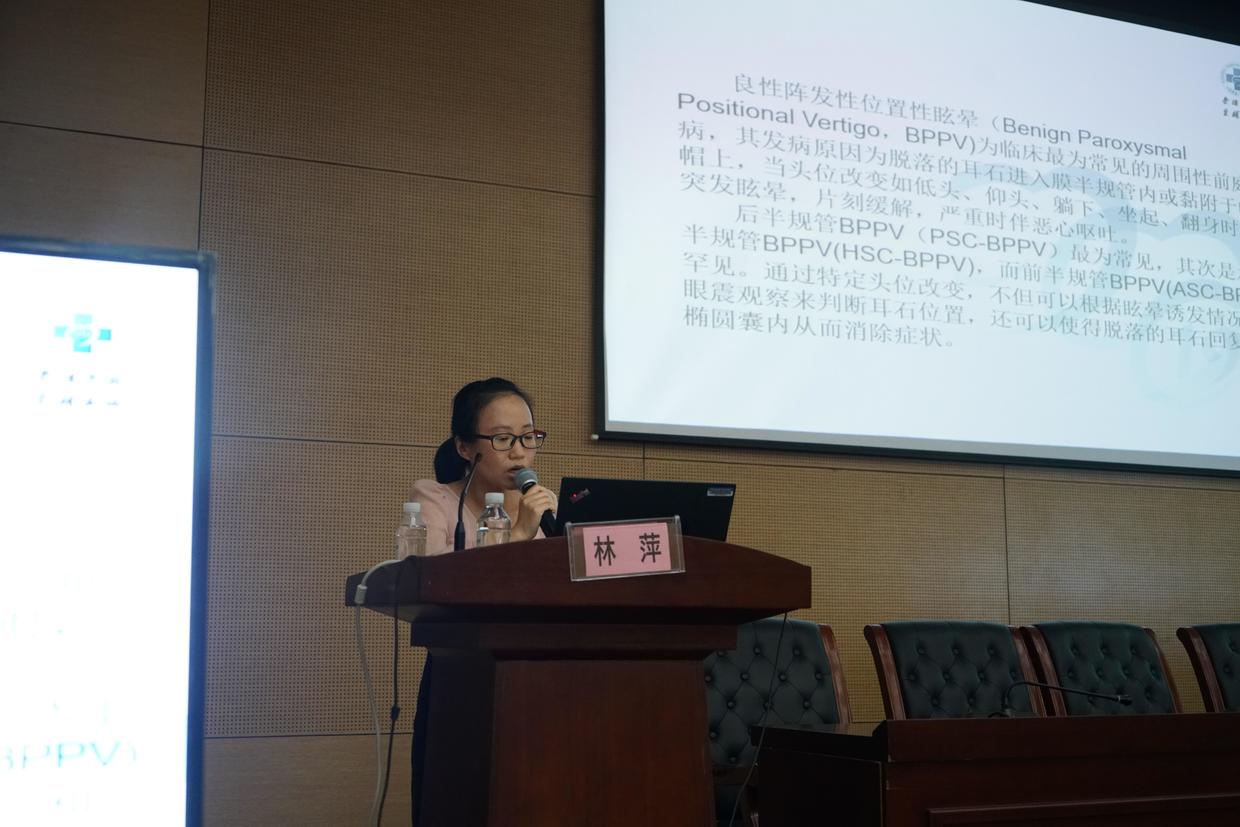 良性阵发性位置性眩晕（Benign Paroxysmal
Positional Vertigo，BPPV)为临床最为常见的周围性前庭
病，其发病原因为脱落的耳石进入膜半规管内或黏附于
帽上，当头位改变如低头、仰头、躺下、坐起、翻身时
突发眩晕，片刻缓解，严重时伴恶心呕吐。
后半规管BPPV（PSC-BPPV）最为常见，其次是
半规管BPPV(HSC-BPPV)，而前半规管BPPV(ASC-BP
罕见。通过特定头位改变，不但可以根据眩晕诱发情况
眼震观察来判断耳石位置，还可以使得脱落的耳石回复
椭圆囊内从而消除症状。
林 萍
BPPV)